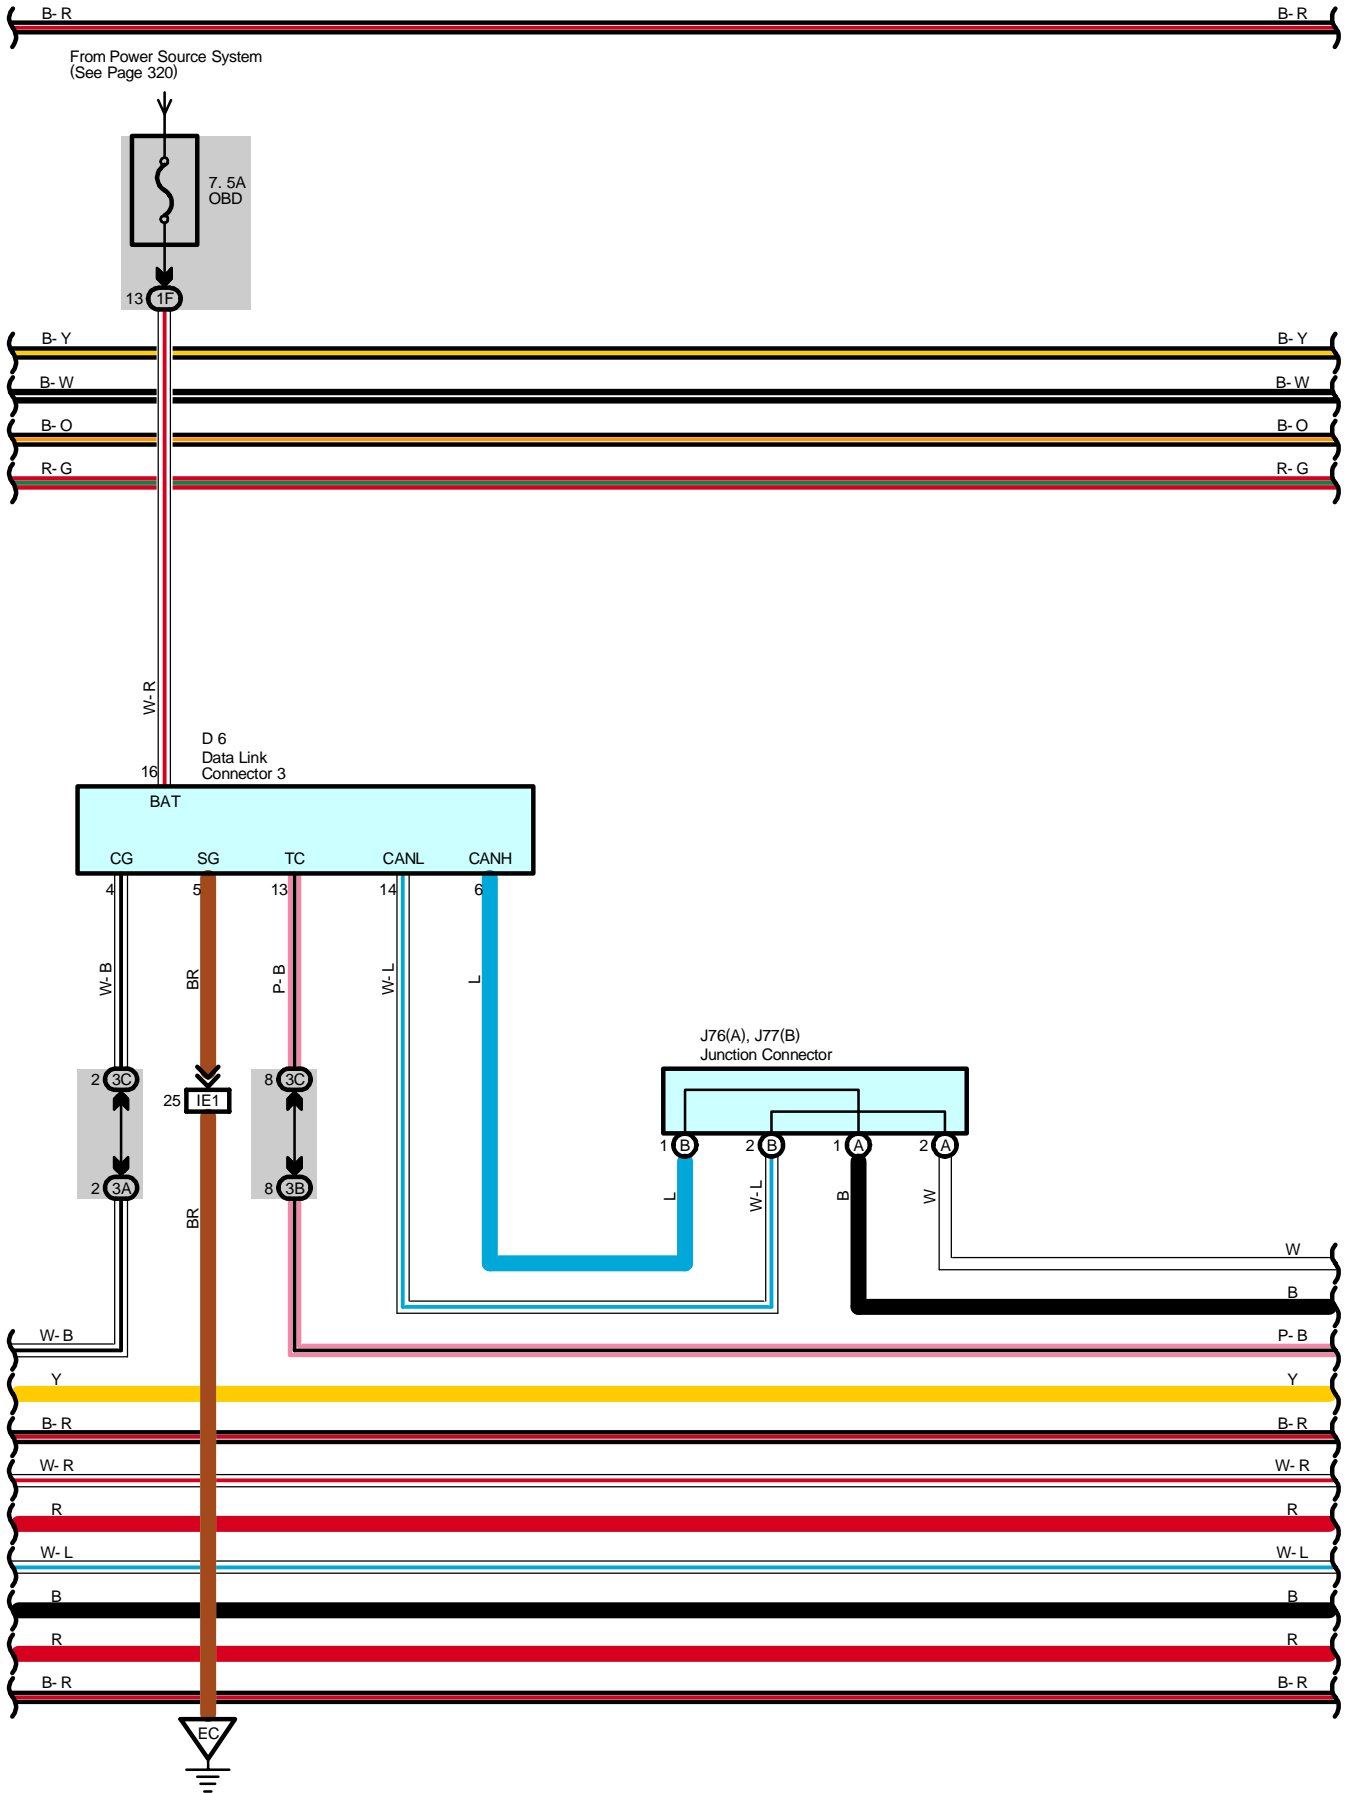 B- R B- R
From Power Source System
(See Page 320)
7. 5A
OBD
13 1F
B- Y B- Y
B- W B- W
B- O B- O
R- G R- G
W- R
D 6
Data Link
Connector 3
16
BAT
CG SG TC CANL CANH
4 5 13 14 6
W- B BR P- B W- L L
J76(A), J77(B)
Junction Connector
2 3C 8 3C
25 IE1
1 B 2 B 1 A 2 A
2 3A 8 3B
BR L W- L B W
W
B
W- B P- B
Y Y
B- R B- R
W- R W- R
R R
W- L W- L
B B
R R
B- R B- R
EC